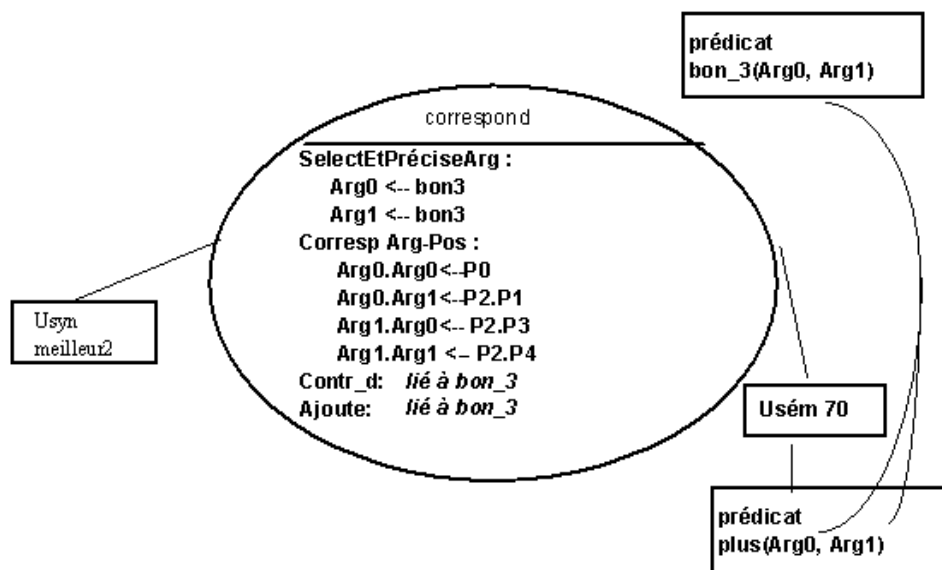 prédicat
bon_3(Arg0, Arg1)
correspond
SelectEtPréciseArg :
Arg0 <-- bon3
Arg1 <-- bon3
Corresp Arg-Pos :
Arg0.Arg0<--P0
Arg0.Arg1<--P2.P1
Arg1.Arg0<-- P2.P3
Arg1.Arg1 <-- P2.P4
Contr_d: lié à bon_3
Ajoute: lié à bon_3
Usyn
meilleur2
Usém 70
prédicat
plus(Arg0, Arg1)